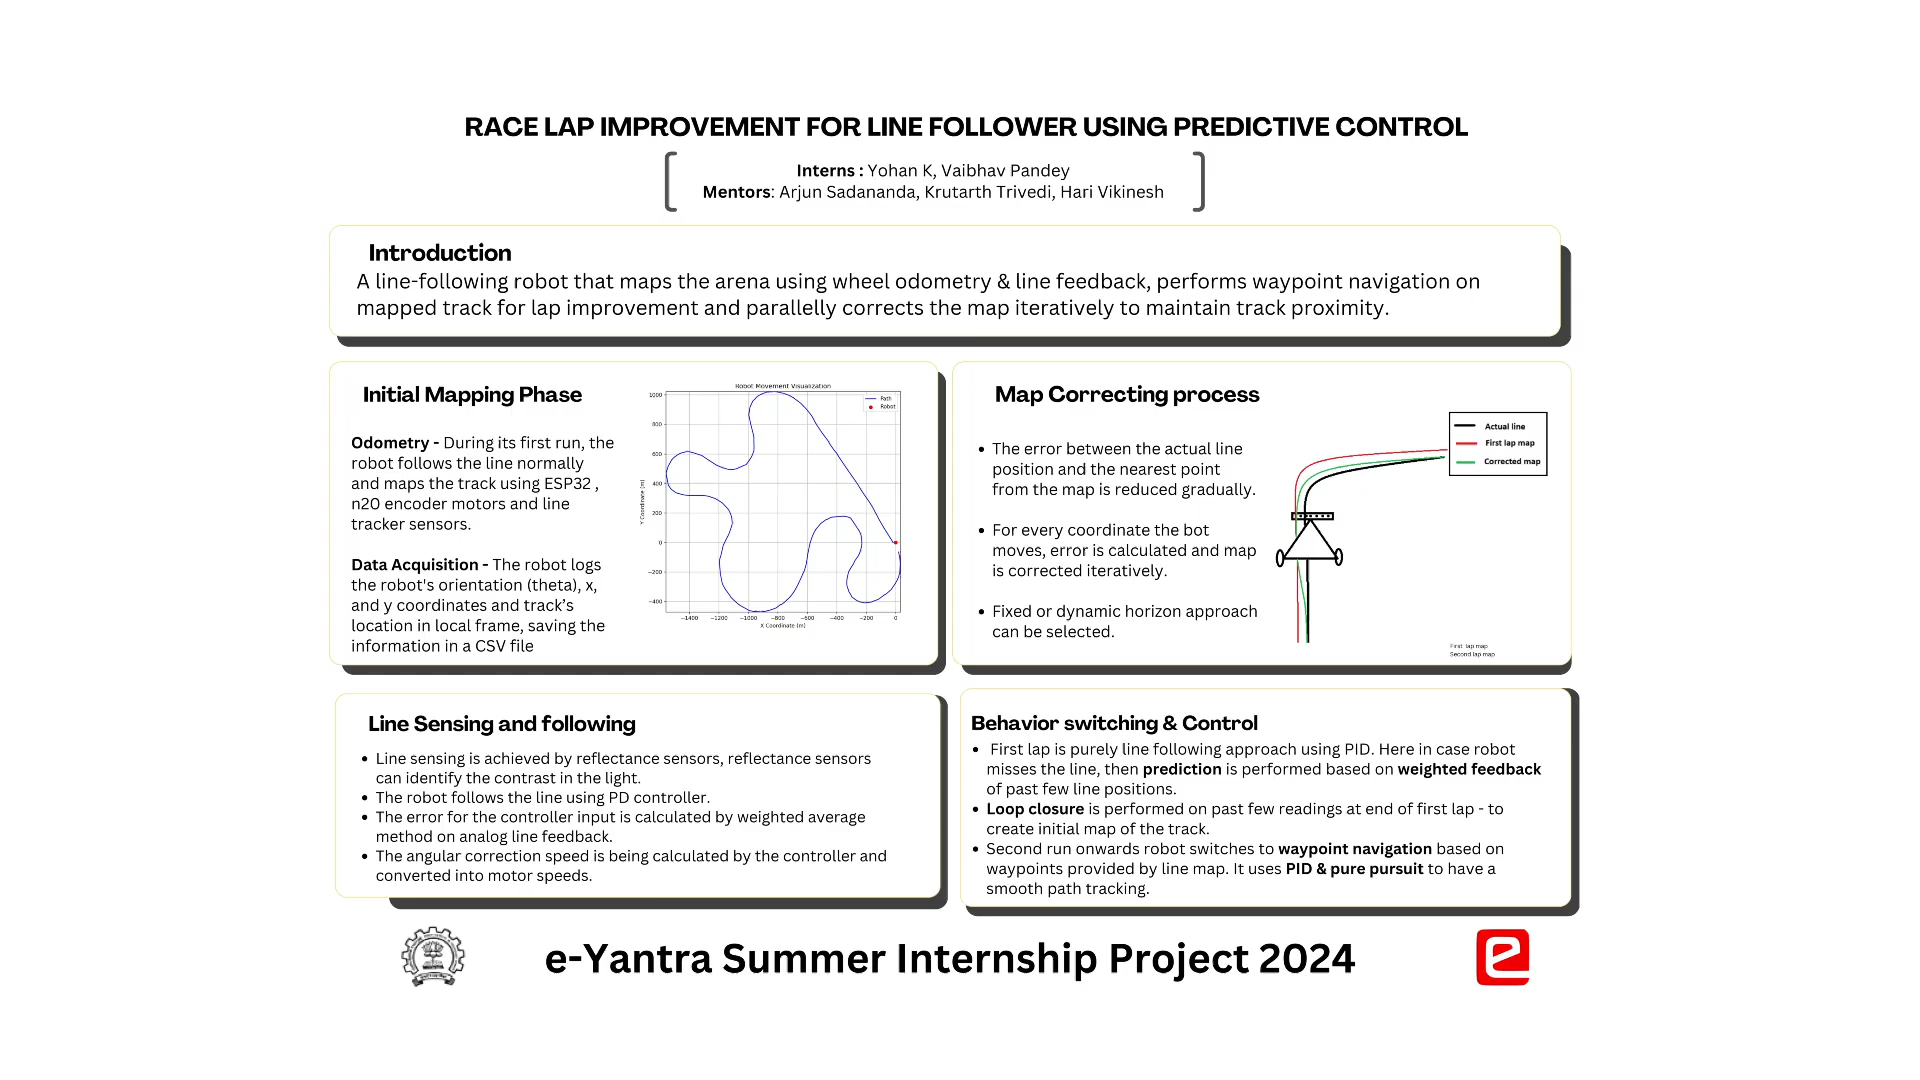 RACE LAP IMPROVEMENT FOR LINE FOLLOWER USING PREDICTIVE CONTROL
Interns : Yohan K, Vaibhav Pandey
Mentors: Arjun Sadananda, Krutarth Trivedi, Hari Vikinesh
Introduction
A line-following robot that maps the arena using wheel odometry & line feedback, performs waypoint navigation on
mapped track for lap improvement and parallelly corrects the map iteratively to maintain track proximity.
Initial Mapping Phase
Odometry - During its first run, the
robot follows the line normally
and maps the track using ESP32 ,
n20 encoder motors and line
tracker sensors.
Data Acquisition - The robot logs
the robot's orientation (theta), x,
and y coordinates and track’s
location in local frame, saving the
information in a CSV file
Robot Movement Visualization
Path
Robot
1000
800
600
400
200
0
−200
−400
Y Coordinate (m)
−1400 −1200 −1000 −800 −600 −400 −200 0
X Coordinate (m)
Map Correcting process
• The error between the actual line
position and the nearest point
from the map is reduced gradually.
• For every coordinate the bot
moves, error is calculated and map
is corrected iteratively.
• Fixed or dynamic horizon approach
can be selected.
Actual line
First lap map
Corrected map
First lap map
Second lap map
Line Sensing and following
• Line sensing is achieved by reflectance sensors, reflectance sensors
can identify the contrast in the light.
• The robot follows the line using PD controller.
• The error for the controller input is calculated by weighted average
method on analog line feedback.
• The angular correction speed is being calculated by the controller and
converted into motor speeds.
Behavior switching & Control
• First lap is purely line following approach using PID. Here in case robot
misses the line, then prediction is performed based on weighted feedback
of past few line positions.
• Loop closure is performed on past few readings at end of first lap - to
create initial map of the track.
• Second run onwards robot switches to waypoint navigation based on
waypoints provided by line map. It uses PID & pure pursuit to have a
smooth path tracking.
e-Yantra Summer Internship Project 2024